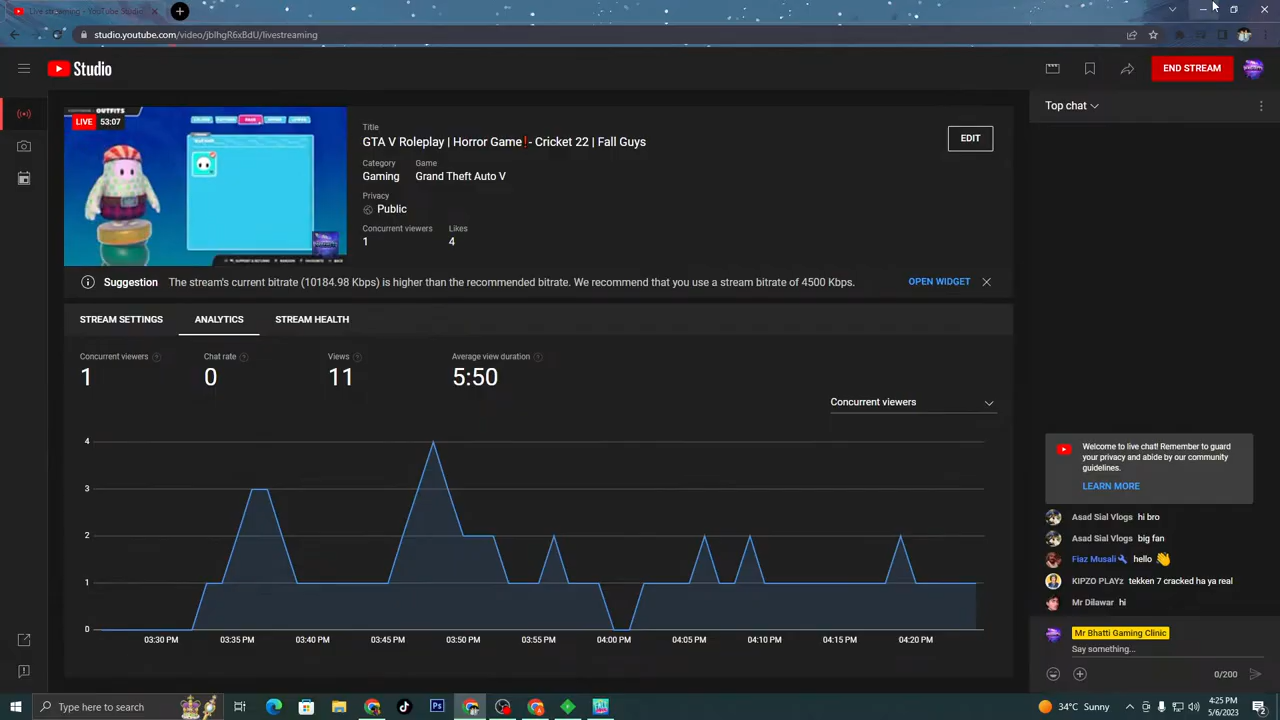 Live streaming - YouTube Studio
studio.youtube.com/video/jblhgR6xBdU/livestreaming
Studio
END STREAM
OUTFITS
LIVE 53:07
Title
GTA V Roleplay | Horror Game❗- Cricket 22 | Fall Guys
EDIT
Category Game
Gaming Grand Theft Auto V
Privacy
Public
Concurrent viewers Likes
1 4
Suggestion The stream's current bitrate (10184.98 Kbps) is higher than the recommended bitrate. We recommend that you use a stream bitrate of 4500 Kbps.
OPEN WIDGET
STREAM SETTINGS ANALYTICS STREAM HEALTH
Concurrent viewers Chat rate Views Average view duration
1 0 11 5:50
Concurrent viewers
4
3
2
1
0
03:30 PM 03:35 PM 03:40 PM 03:45 PM 03:50 PM 03:55 PM 04:00 PM 04:05 PM 04:10 PM 04:15 PM 04:20 PM
Top chat
Welcome to live chat! Remember to guard
your privacy and abide by our community
guidelines.
LEARN MORE
Asad Sial Vlogs hi bro
Asad Sial Vlogs big fan
Fiaz Musali🔧 hello 👋
KIPZO PLAYz tekken 7 cracked ha ya real
Mr Dilawar hi
Mr Bhatti Gaming Clinic
Say something...
0/200
Type here to search
Ps
34°C Sunny
4:25 PM
5/6/2023